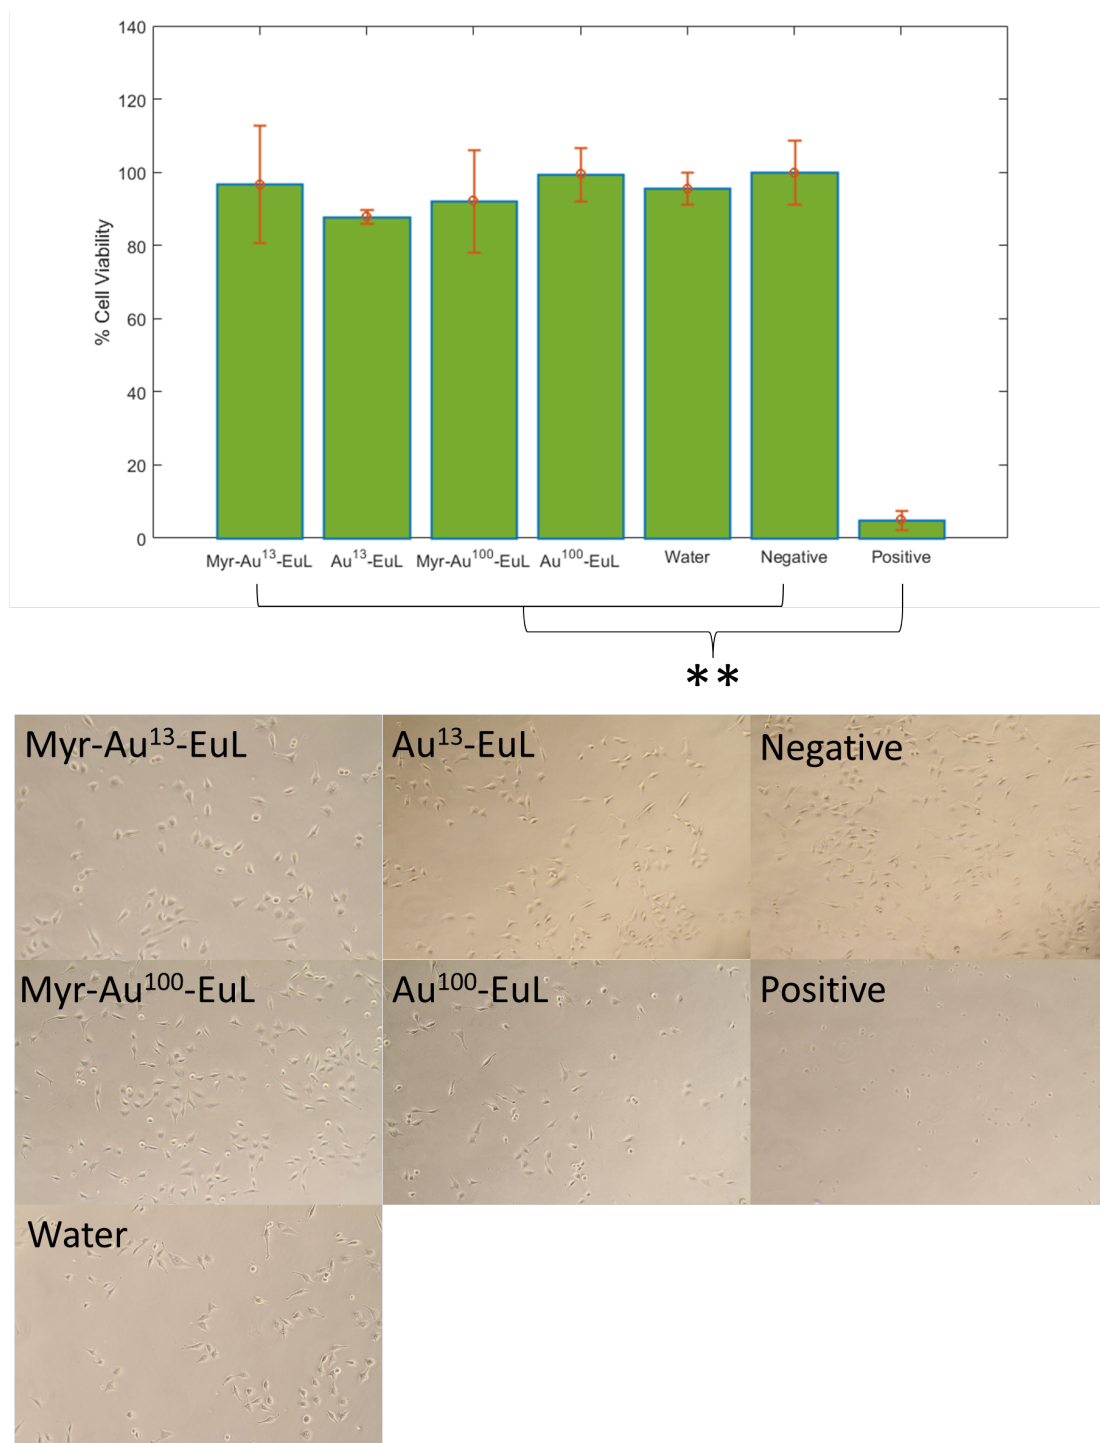 140
120
100
80
60
40
20
0
% Cell Viability
Myr-Au¹³-EuL Au¹³-EuL Myr-Au¹⁰⁰-EuL Au¹⁰⁰-EuL Water Negative Positive
**
Myr-Au¹³-EuL Au¹³-EuL Negative
Myr-Au¹⁰⁰-EuL Au¹⁰⁰-EuL Positive
Water